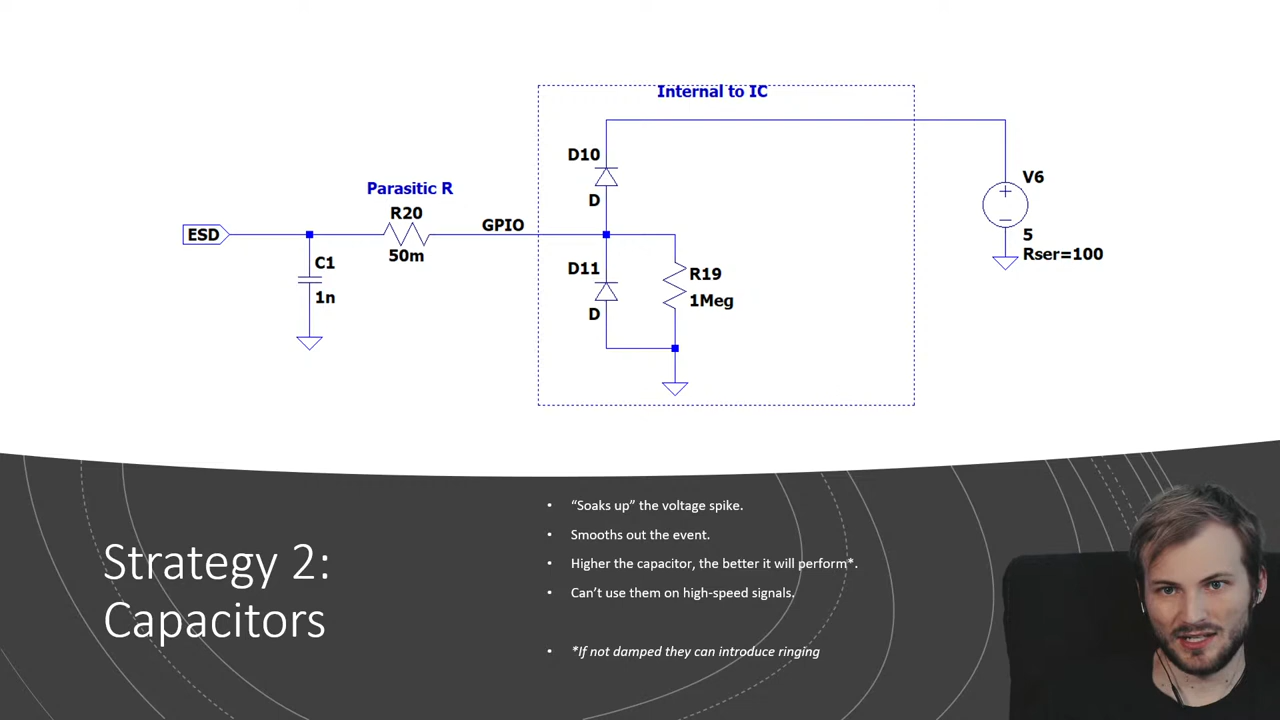 Internal to IC
D10
D
V6
5
Rser=100
Parasitic R
R20
50m
ESD
GPIO
C1
1n
D11
D
R19
1Meg
Strategy 2:
Capacitors
• “Soaks up” the voltage spike.
• Smooths out the event.
• Higher the capacitor, the better it will perform*.
• Can’t use them on high-speed signals.
• *If not damped they can introduce ringing